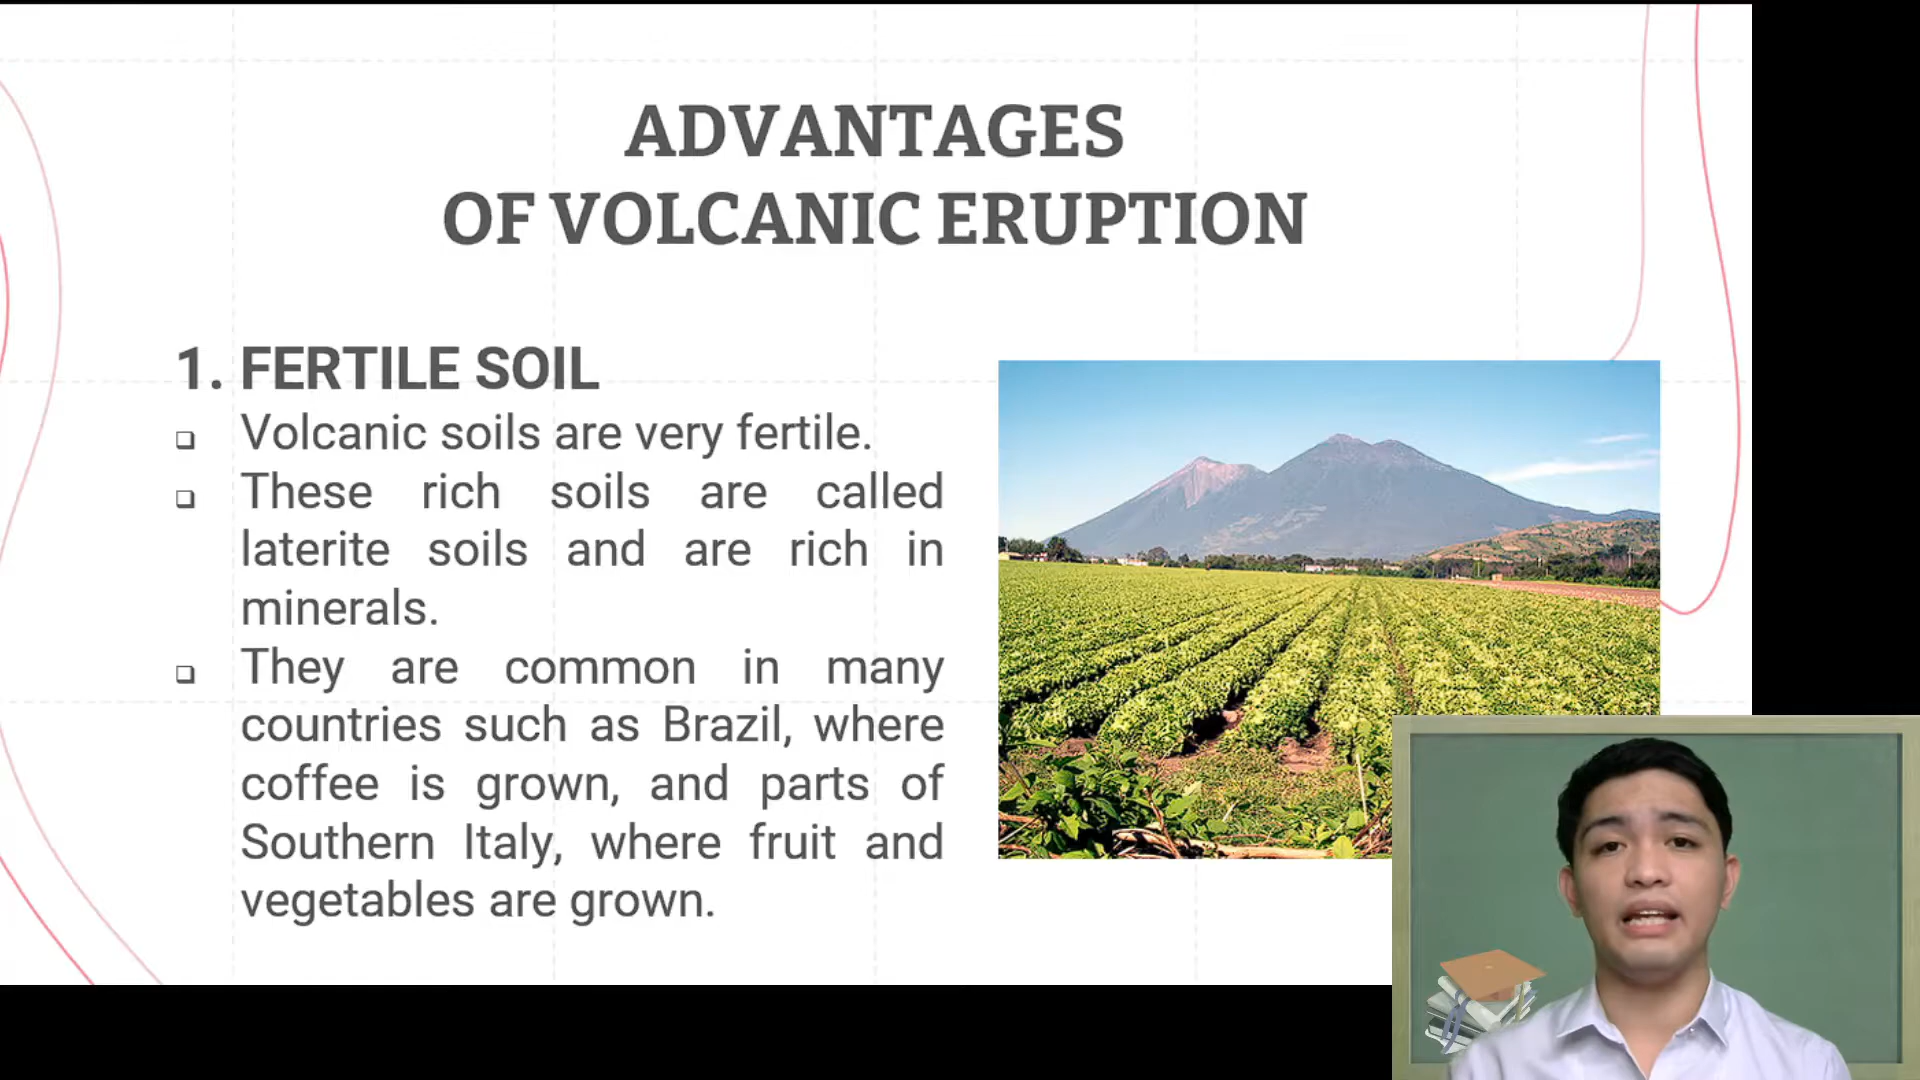 ADVANTAGES
OF VOLCANIC ERUPTION
1. FERTILE SOIL
❑ Volcanic soils are very fertile.
❑ These rich soils are called
laterite soils and are rich in
minerals.
❑ They are common in many
countries such as Brazil, where
coffee is grown, and parts of
Southern Italy, where fruit and
vegetables are grown.